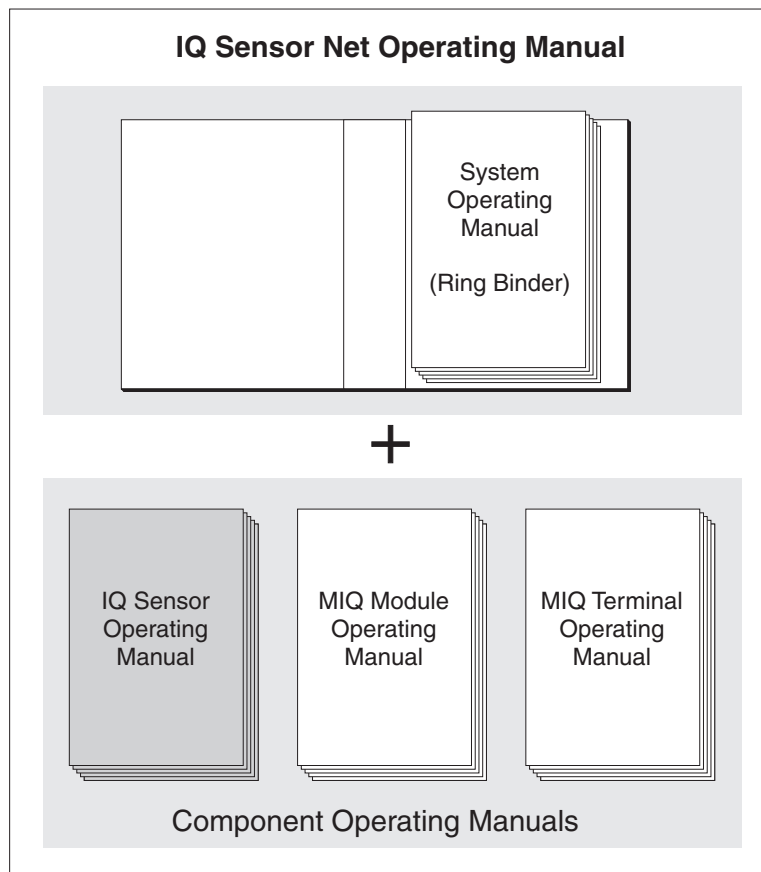 IQ Sensor Net Operating Manual
System
Operating
Manual
(Ring Binder)
+
IQ Sensor
Operating
Manual
MIQ Module
Operating
Manual
MIQ Terminal
Operating
Manual
Component Operating Manuals